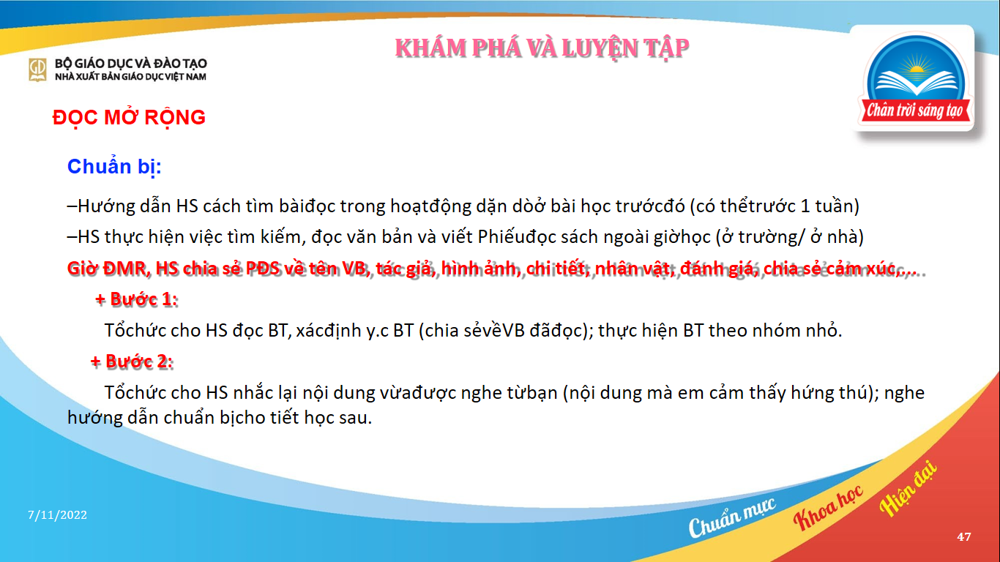 KHÁM PHÁ VÀ LUYỆN TẬP
BỘ GIÁO DỤC VÀ ĐÀO TẠO
NHÀ XUẤT BẢN GIÁO DỤC VIỆT NAM
Chân trời sáng tạo
ĐỌC MỞ RỘNG
Chuẩn bị:
–Hướng dẫn HS cách tìm bàiđọc trong hoạtđộng dặn dòở bài học trướcđó (có thểtrước 1 tuần)
–HS thực hiện việc tìm kiếm, đọc văn bản và viết Phiếuđọc sách ngoài giờhọc (ở trường/ ở nhà)
Giờ ĐMR, HS chia sẻ PĐS về tên VB, tác giả, hình ảnh, chi tiết, nhân vật, đánh giá, chia sẻ cảm xúc,...
+ Bước 1:
Tổchức cho HS đọc BT, xácđịnh y.c BT (chia sẻvềVB đãđọc); thực hiện BT theo nhóm nhỏ.
+ Bước 2:
Tổchức cho HS nhắc lại nội dung vừađược nghe từbạn (nội dung mà em cảm thấy hứng thú); nghe
hướng dẫn chuẩn bịcho tiết học sau.
7/11/2022
Chuẩn mực
Khoa học
Hiện đại
47